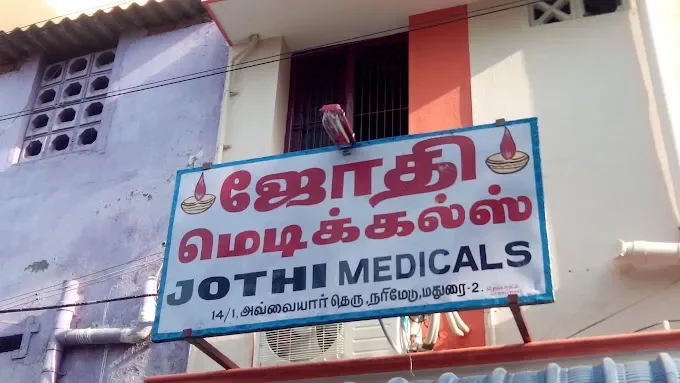 ஜோதி
மெடிக்கல்ஸ்
JOTHI MEDICALS
14/1, அவ்வையார் தெரு, நரிமேடு, மதுரை-2.